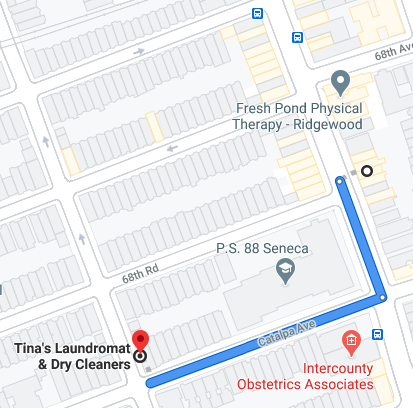 68th Ave
Fresh Pond Physical
Therapy - Ridgewood
P.S. 88 Seneca
68th Rd
Catalpa Ave
Tina's Laundromat
& Dry Cleaners
Intercounty
Obstetrics Associates